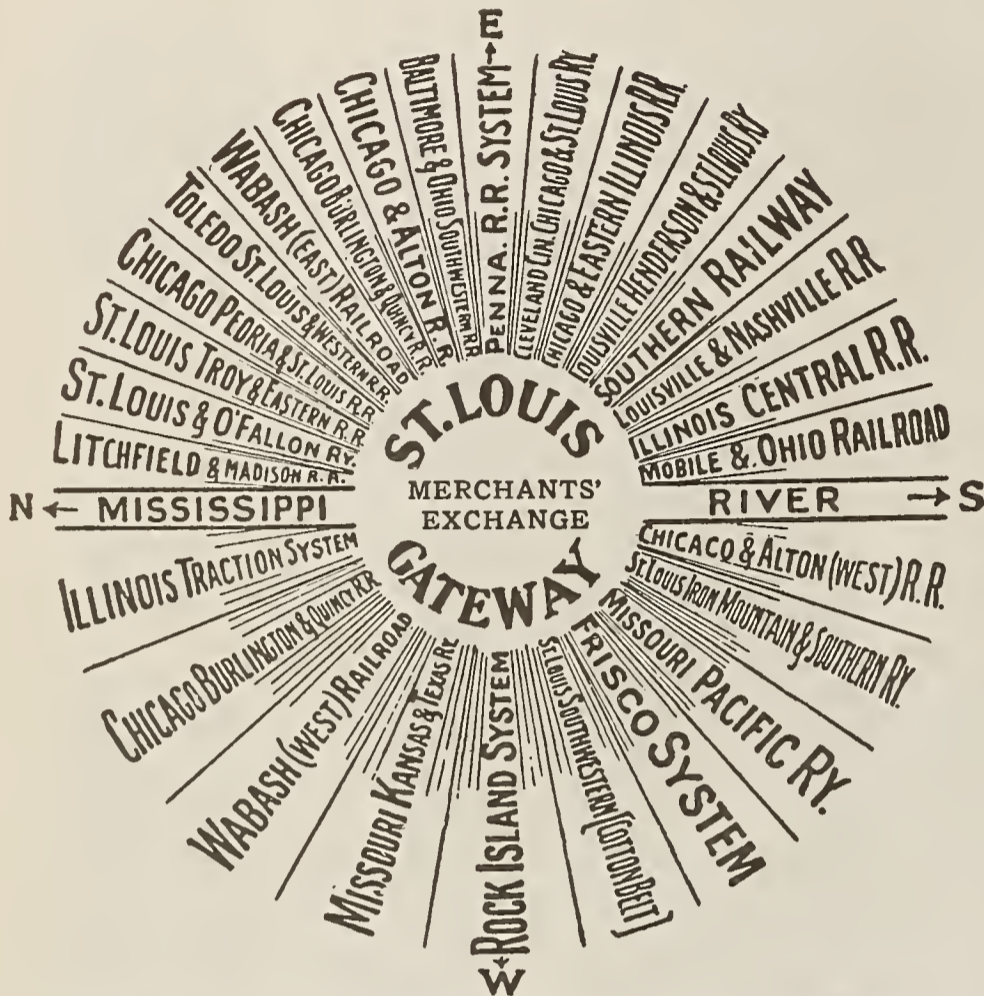 E
LITCHFIELD & MADISON R.R.
ST. LOUIS & O'FALLON RY.
ST. LOUIS TROY & EASTERN R.R.
CHICAGO PEORIA & ST. LOUIS R.R.
TOLEDO ST. LOUIS & WESTERN R.R.
WABASH (EAST) RAILROAD
CHICAGO BURLINGTON & QUINCY R.R.
CHICAGO & ALTON R.R
BALTIMORE & OHIO SOUTHWESTERN RR
PENNA. R.R. SYSTEM
CLEVELAND CIN. CHICAGO & ST. LOUIS RY.
CHICAGO & EASTERN ILLINOIS R.R.
LOUISVILLE HENDERSON & ST. LOUIS RY
SOUTHERN RAILWAY
LOUISVILLE & NASHVILLE R.R
ILLINOIS CENTRAL R.R.
MOBILE & OHIO RAILROAD
ST. LOUIS
MERCHANTS'
EXCHANGE
GATEWAY
N ← MISSISSIPPI RIVER → S
ILLINOIS TRACTION SYSTEM
CHICAGO BURLINGTON & QUINCY R.R
WABASH (WEST) RAILROAD
MISSOURI KANSAS & TEXAS RY.
ROCK ISLAND SYSTEM
ST. LOUIS SOUTHWESTERN (COTTON BELT)
FRISCO SYSTEM
MISSOURI PACIFIC RY.
ST. LOUIS IRON MOUNTAIN & SOUTHERN RY.
CHICAGO & ALTON (WEST) R.R.
W